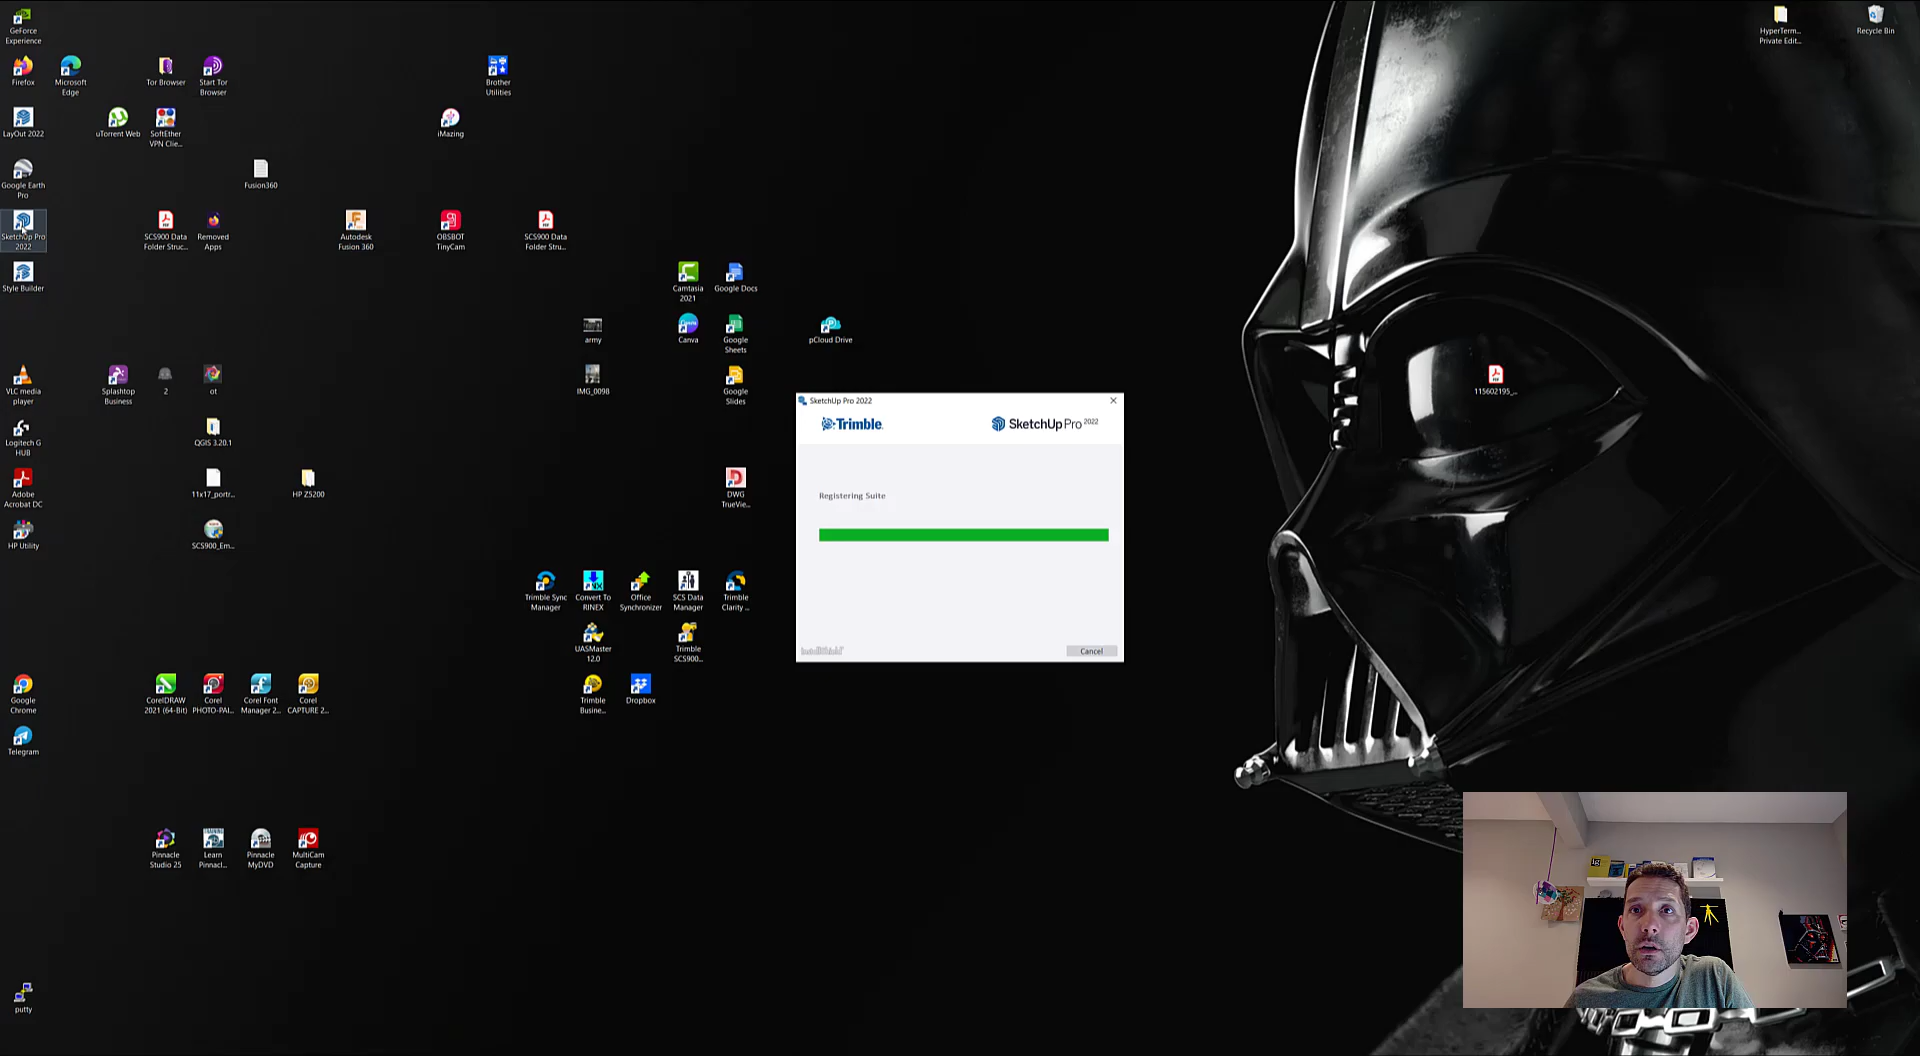 GeForce
Experience
HyperTerm...
Private Edit...
Recycle Bin
Firefox
Microsoft
Edge
Tor Browser
Start Tor
Browser
Brother
Utilities
LayOut 2022
uTorrent Web
SoftEther
VPN Clie...
iMazing
Google Earth
Pro
Fusion360
SketchUp Pro
2022
SCS900 Data
Folder Struc...
Removed
Apps
Autodesk
Fusion 360
OBSBOT
TinyCam
SCS900 Data
Folder Stru...
Style Builder
Camtasia
2021
Google Docs
army
Canva
Google
Sheets
pCloud Drive
VLC media
player
Splashtop
Business
2
ot
IMG_0098
Google
Slides
115602195_...
SketchUp Pro 2022
Trimble
SketchUp Pro 2022
Logitech G
HUB
QGIS 3.20.1
Adobe
Acrobat DC
11x17_portr...
HP Z5200
DWG
TrueVie...
Registering Suite
HP Utility
SCS900_Em...
Trimble Sync
Manager
Convert To
RINEX
Office
Synchronizer
SCS Data
Manager
Trimble
Clarity ...
UASMaster
12.0
Trimble
SCS900...
InstallShield
Cancel
Google
Chrome
CorelDRAW
2021 (64-Bit)
Corel
PHOTO-PAI...
Corel Font
Manager 2...
Corel
CAPTURE 2...
Trimble
Busine...
Dropbox
Telegram
Pinnacle
Studio 25
Learn
Pinnacl...
Pinnacle
MyDVD
MultiCam
Capture
putty